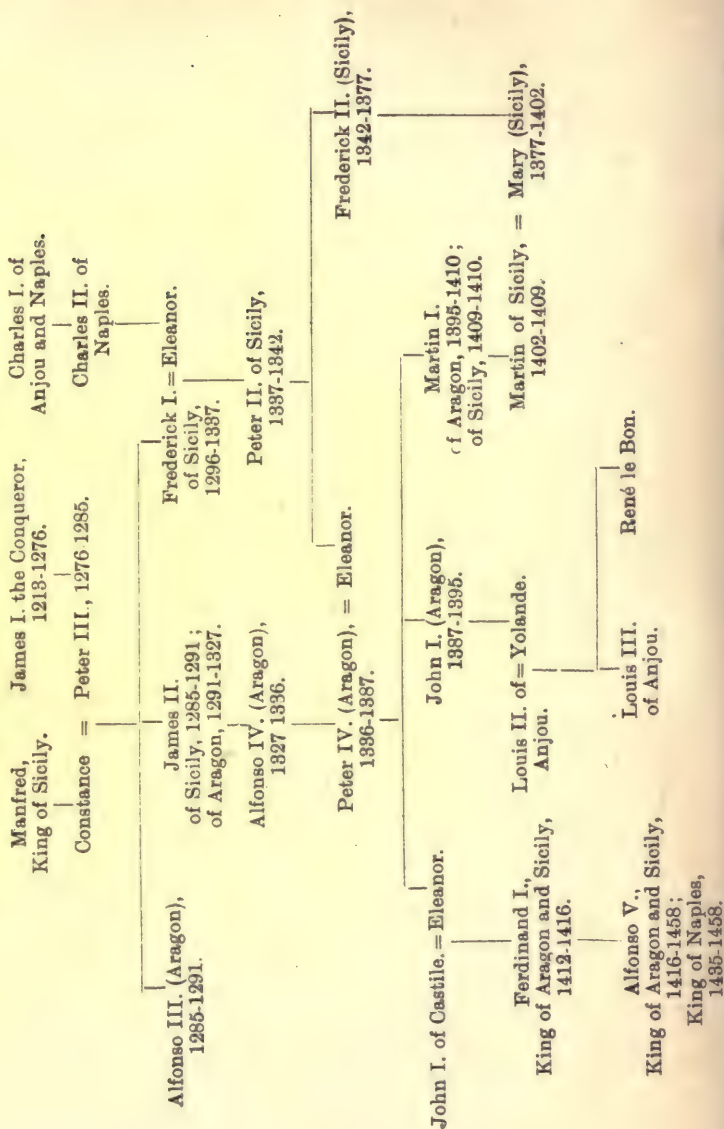 Manfred,
King of Sicily.
James I. the Conqueror,
1213-1276.
Charles I. of
Anjou and Naples.
Constance = Peter III., 1276 1285.
Charles II. of
Naples.
Alfonso III. (Aragon),
1285-1291.
James II.
of Sicily, 1285-1291;
of Aragon, 1291-1327.
Frederick I. = Eleanor.
of Sicily,
1296-1337.
Alfonso IV. (Aragon),
1327 1336.
Peter II. of Sicily,
1337-1342.
Peter IV. (Aragon), = Eleanor.
1336-1387.
Frederick II. (Sicily),
1342-1377.
John I. of Castile. = Eleanor.
John I. (Aragon),
1387-1395.
Martin I.
of Aragon, 1395-1410;
of Sicily, 1409-1410.
Ferdinand I.,
King of Aragon and Sicily,
1412-1416.
Louis II. of = Yolande.
Anjou.
Martin of Sicily, = Mary (Sicily),
1402-1409. 1377-1402.
Alfonso V.,
King of Aragon and Sicily,
1416-1458;
King of Naples,
1435-1458.
Louis III.
of Anjou.
René le Bon.